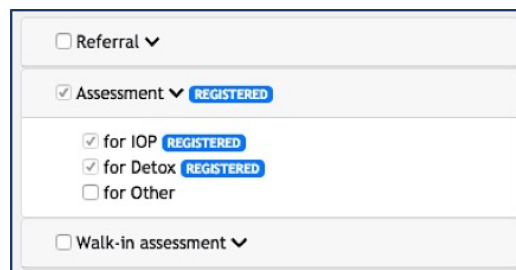 Referral
Assessment REGISTERED
for IOP REGISTERED
for Detox REGISTERED
for Other
Walk-in assessment